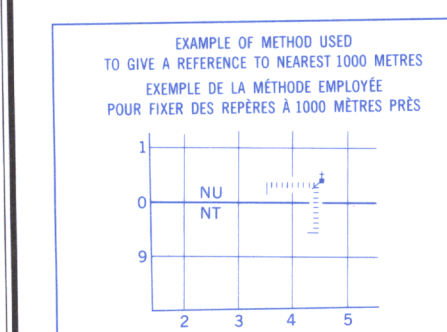 EXAMPLE OF METHOD USED
TO GIVE A REFERENCE TO NEAREST 1000 METRES
EXEMPLE DE LA MÉTHODE EMPLOYÉE
POUR FIXER DES REPÈRES À 1000 MÈTRES PRÈS
1
NU
0
NT
9
2 3 4 5